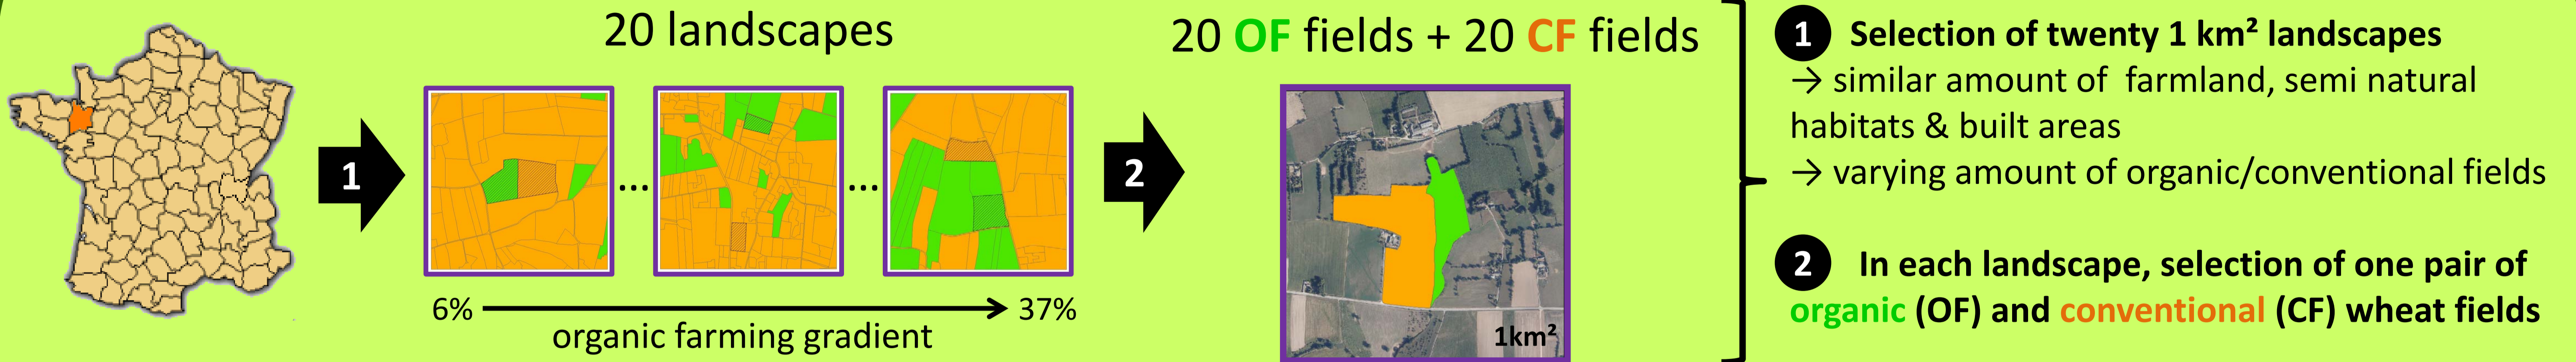 20 landscapes
1
... ...
6% 37%
organic farming gradient
2
20 OF fields + 20 CF fields
1km²
1 Selection of twenty 1 km² landscapes
→ similar amount of farmland, semi natural
habitats & built areas
→ varying amount of organic/conventional fields
2 In each landscape, selection of one pair of
organic (OF) and conventional (CF) wheat fields